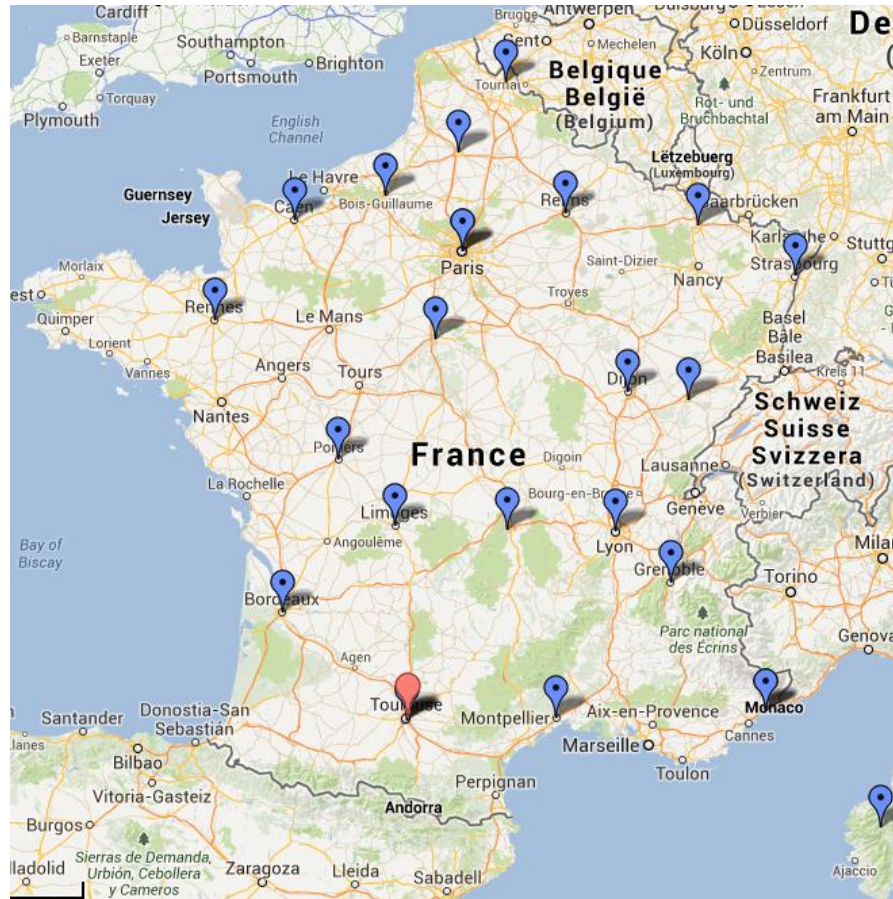 Cardiff
Brugge
Antwerpen
Düsseldorf
De
Barnstaple
Southampton
Gent
Mechelen
Köln
Exeter
Portsmouth
Brighton
Zentrum
Belgique
België
(Belgium)
Tournai
Torquay
Plymouth
English
Channel
Rot- und
Bruchbachtal
Frankfurt
am Main
Lëtzebuerg
(Luxembourg)
Guernsey
Jersey
Le Havre
Caen
Bois-Guillaume
Reims
Saarbrücken
Karlsruhe
Stuttg
Strasbourg
Paris
Saint-Dizier
Nancy
Morlaix
est
Quimper
Rennes
Le Mans
Troyes
Lorient
Vannes
Angers
Tours
Basel
Bâle
Basilea
Kreis 11
Nantes
Dijon
Schweiz
Suisse
Svizzera
(Switzerland)
Poitiers
France
Digoin
Lausanne
La Rochelle
Bourg-en-Bresse
Genève
Verbier
Limoges
Angoulême
Lyon
Milan
Bay of
Biscay
Grenoble
Torino
Bordeaux
Parc national
des Ecrins
Genova
Agen
Toulouse
Montpellier
Aix-en-Provence
Monaco
Cannes
Santander
Donostia-San
Sebastián
Marseille
Toulon
llanes
Bilbao
Vitoria-Gasteiz
Perpignan
Andorra
Burgos
Sierras de Demanda,
Urbión, Cebollera
y Cameros
lladolid
Zaragoza
Lleida
Sabadell
Ajaccio